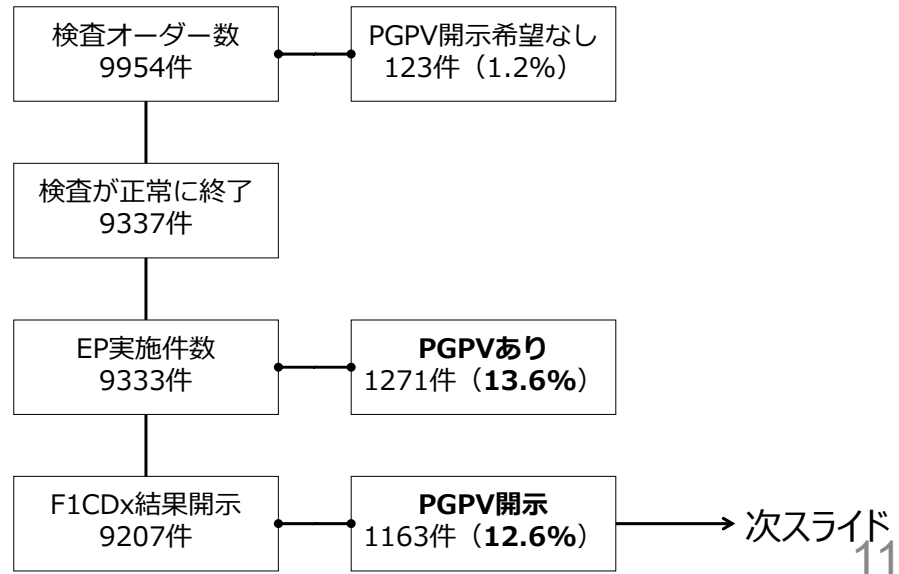 検査オーダー数
9954件
PGPV開示希望なし
123件（1.2%）
検査が正常に終了
9337件
EP実施件数
9333件
PGPVあり
1271件（13.6%）
F1CDx結果開示
9207件
PGPV開示
1163件（12.6%）
次スライド
11